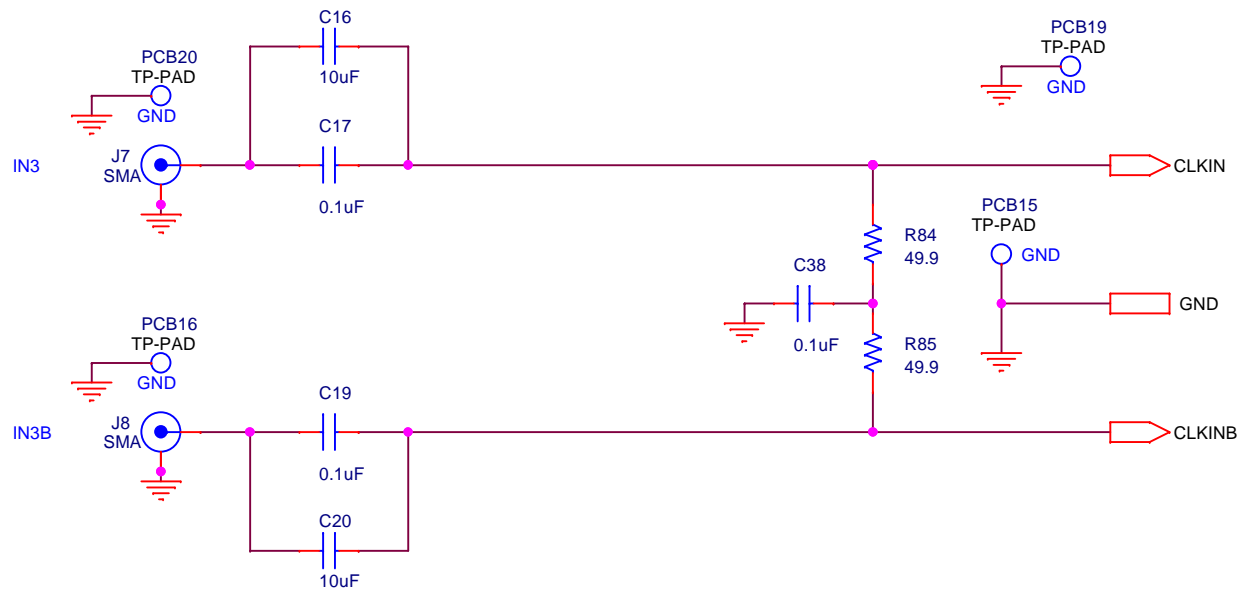 C16
10uF
PCB20
TP-PAD
GND
PCB19
TP-PAD
GND
IN3
J7
SMA
C17
0.1uF
CLKIN
R84
49.9
PCB15
TP-PAD
GND
C38
0.1uF
GND
R85
49.9
PCB16
TP-PAD
GND
IN3B
J8
SMA
C19
0.1uF
CLKINB
C20
10uF